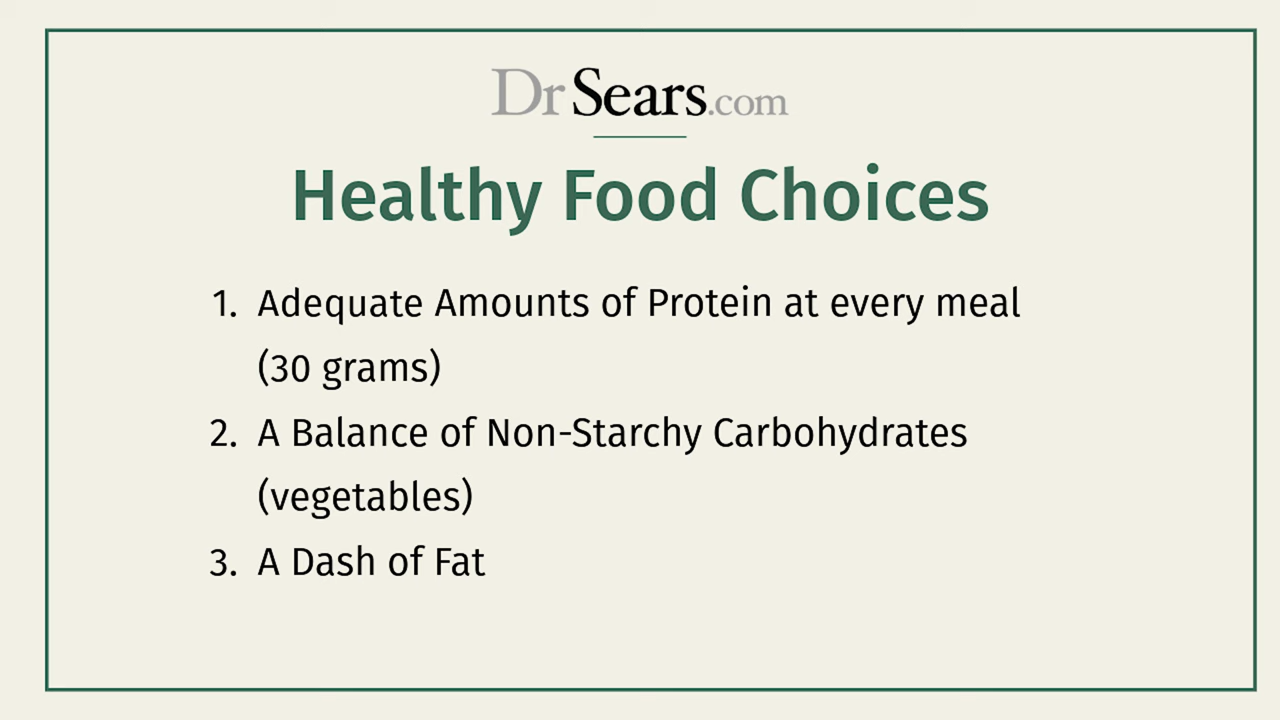 DrSears.com
Healthy Food Choices
1. Adequate Amounts of Protein at every meal
(30 grams)
2. A Balance of Non-Starchy Carbohydrates
(vegetables)
3. A Dash of Fat